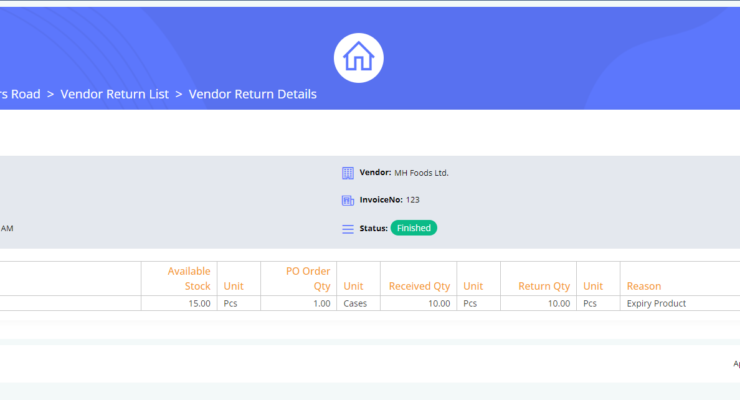 rs Road > Vendor Return List > Vendor Return Details
Vendor: MH Foods Ltd.
InvoiceNo: 123
AM
Status: Finished
Available Stock Unit PO Order Qty Unit Received Qty Unit Return Qty Unit Reason
15.00 Pcs 1.00 Cases 10.00 Pcs 10.00 Pcs Expiry Product